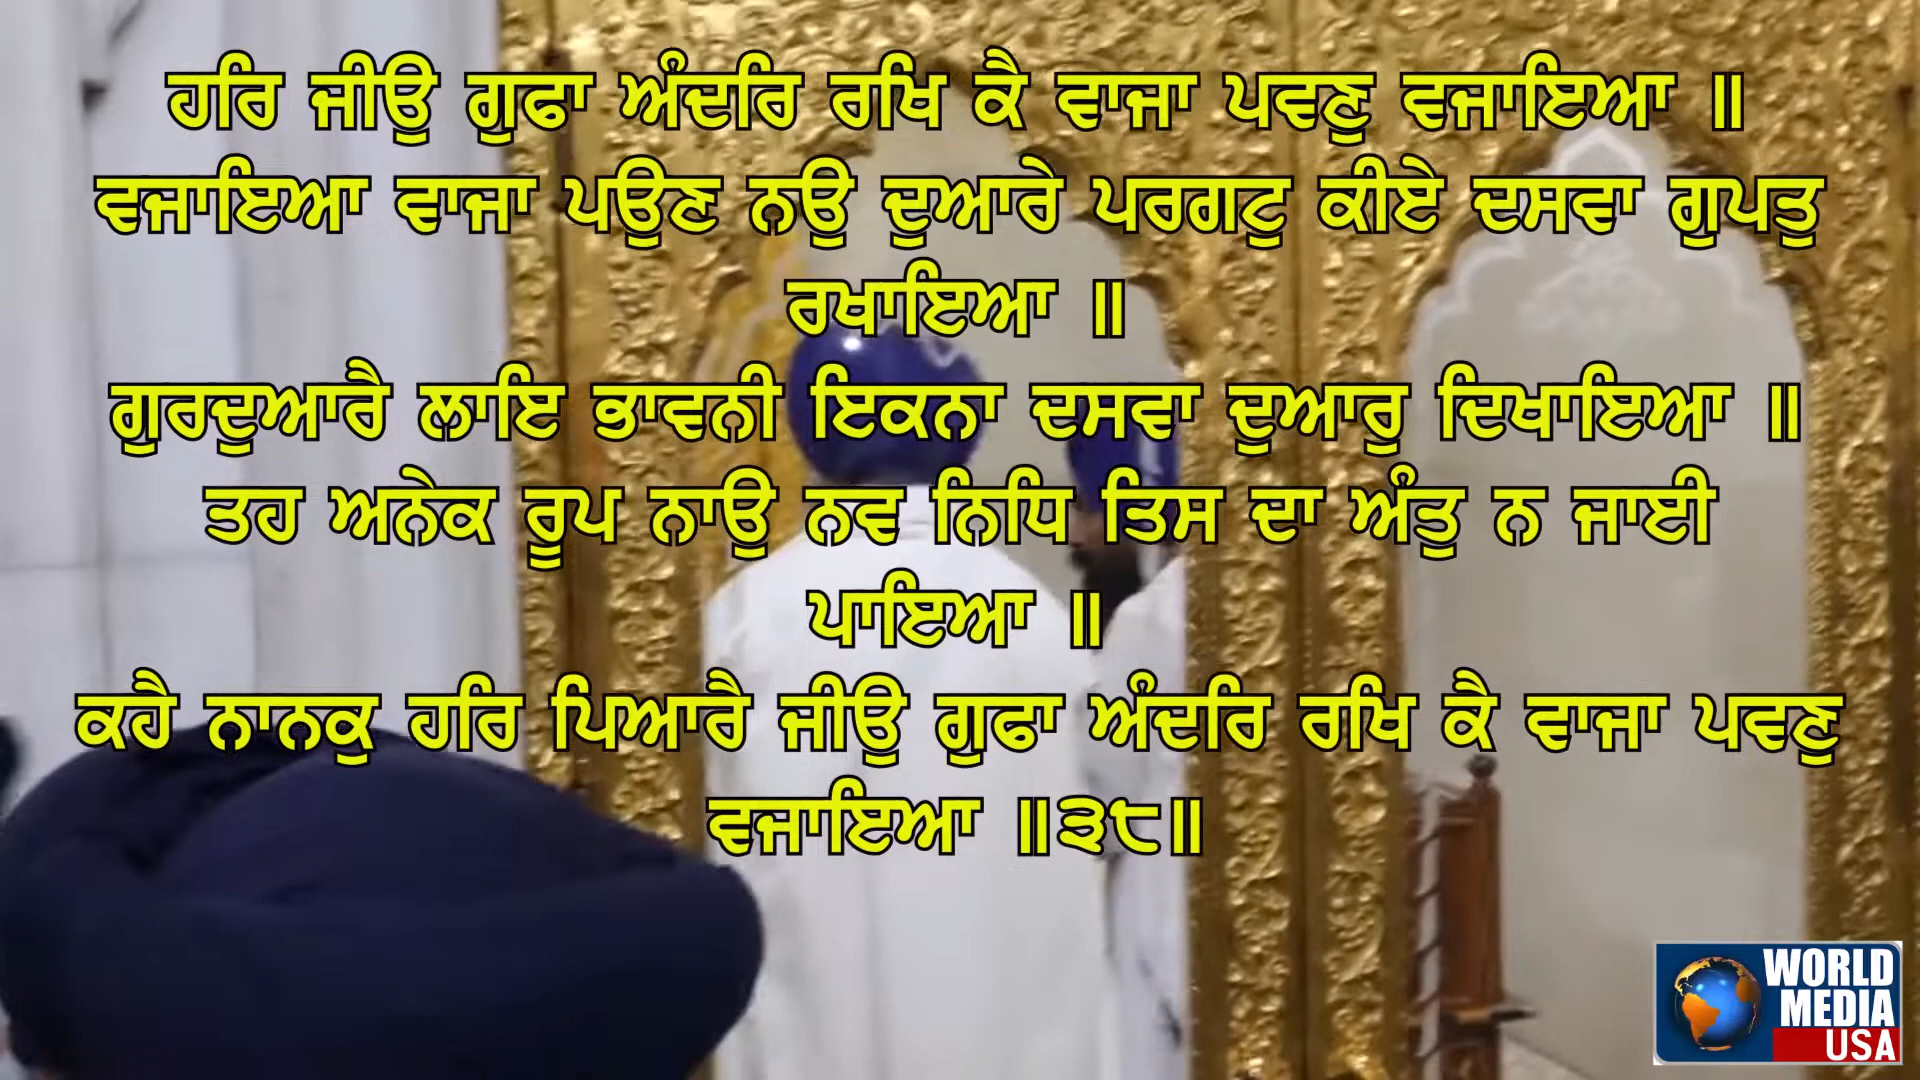 ਹਰਿ ਜੀਉ ਗੁਫਾ ਅੰਦਰਿ ਰਖਿ ਕੈ ਵਾਜਾ ਪਵਣੁ ਵਜਾਇਆ ॥
ਵਜਾਇਆ ਵਾਜਾ ਪਉਣ ਨਉ ਦੁਆਰੇ ਪਰਗਟੁ ਕੀਏ ਦਸਵਾ ਗੁਪਤੁ
ਰਖਾਇਆ ॥
ਗੁਰਦੁਆਰੈ ਲਾਇ ਭਾਵਨੀ ਇਕਨਾ ਦਸਵਾ ਦੁਆਰੁ ਦਿਖਾਇਆ ॥
ਤਹ ਅਨੇਕ ਰੂਪ ਨਾਉ ਨਵ ਨਿਧਿ ਤਿਸ ਦਾ ਅੰਤੁ ਨ ਜਾਈ
ਪਾਇਆ ॥
ਕਹੈ ਨਾਨਕੁ ਹਰਿ ਪਿਆਰੈ ਜੀਉ ਗੁਫਾ ਅੰਦਰਿ ਰਖਿ ਕੈ ਵਾਜਾ ਪਵਣੁ
ਵਜਾਇਆ ॥੩੮॥
WORLD
MEDIA
USA